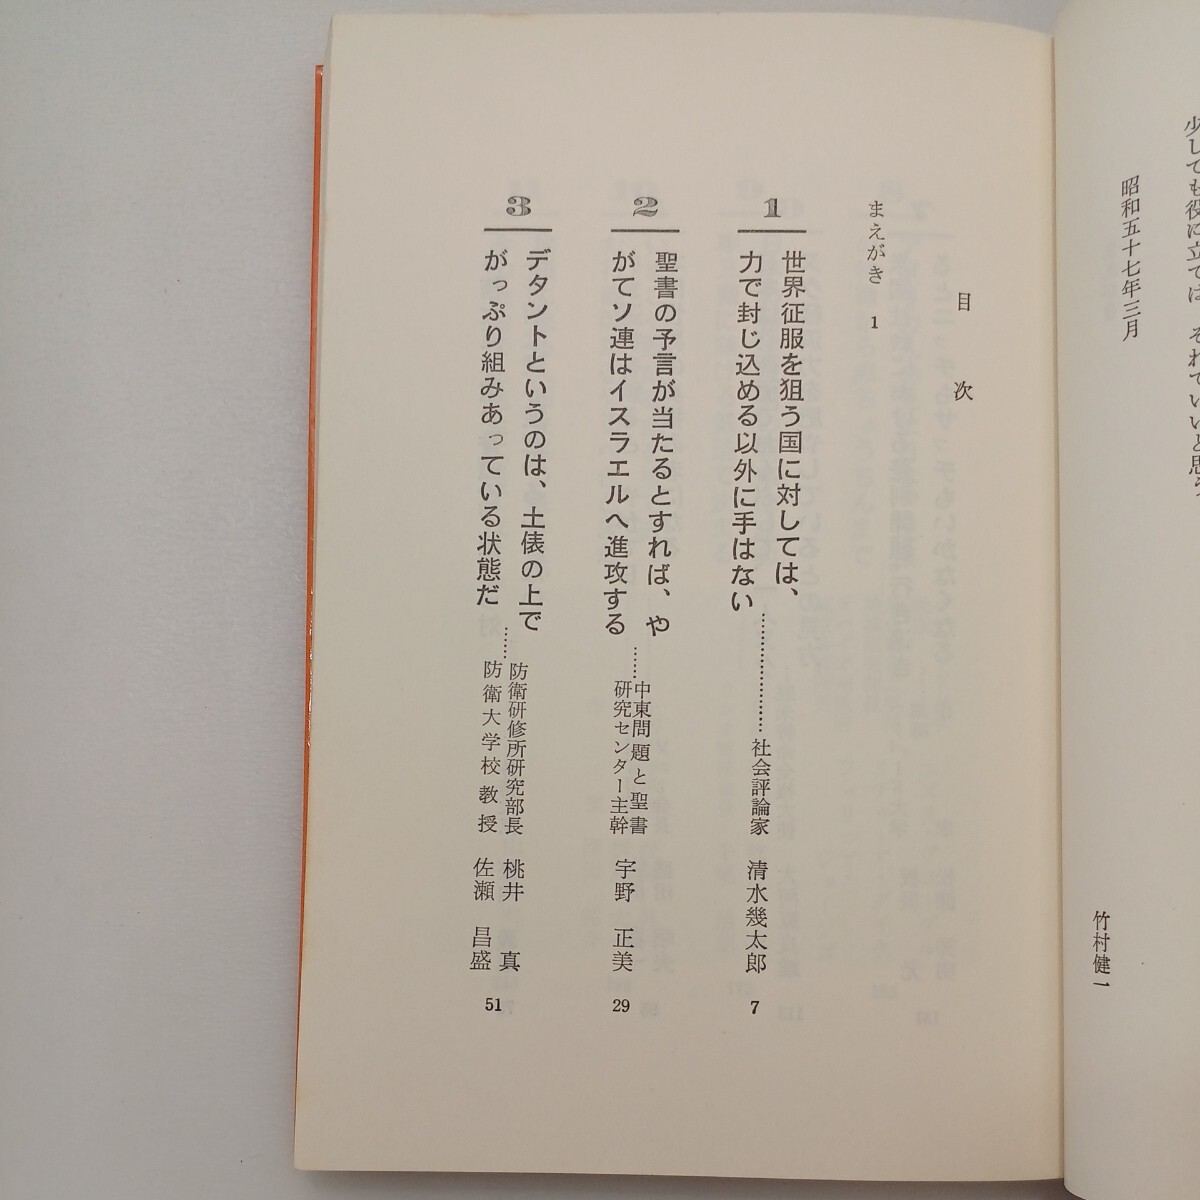 少しでも役に立てば、それでいいと思う
昭和五十七年三月
竹村健一
目次
まえがき 1
1
世界征服を狙う国に対しては、
力で封じ込める以外に手はない
社会評論家 清水幾太郎 7
2
聖書の予言が当たるとすれば、や
がてソ連はイスラエルへ進攻する
中東問題と聖書
研究センター主幹 宇野正美 29
3
デタントというのは、土俵の上で
がっぷり組みあっている状態だ
防衛研修所研究部長 桃井真
防衛大学校教授 佐瀬昌盛 51